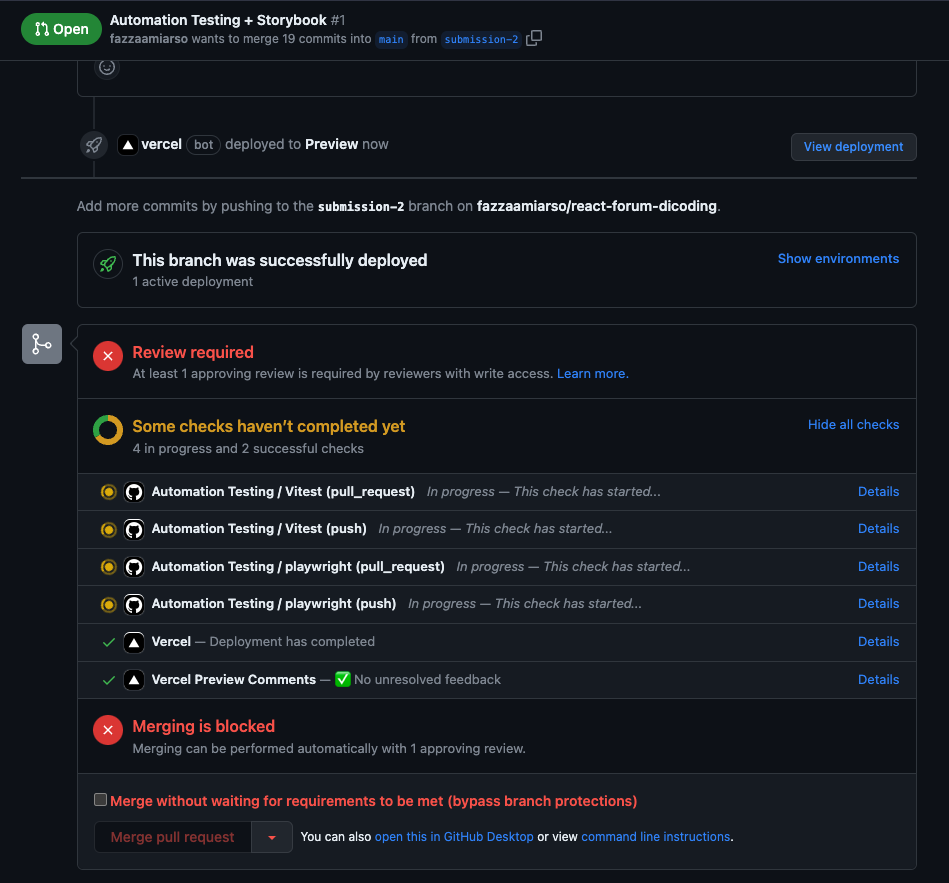 Open
Automation Testing + Storybook #1
fazzaamiarso wants to merge 19 commits into main from submission-2
vercel bot deployed to Preview now
View deployment
Add more commits by pushing to the submission-2 branch on fazzaamiarso/react-forum-dicoding.
This branch was successfully deployed
Show environments
1 active deployment
Review required
At least 1 approving review is required by reviewers with write access. Learn more.
Some checks haven’t completed yet
Hide all checks
4 in progress and 2 successful checks
Automation Testing / Vitest (pull_request) In progress — This check has started...
Details
Automation Testing / Vitest (push) In progress — This check has started...
Details
Automation Testing / playwright (pull_request) In progress — This check has started...
Details
Automation Testing / playwright (push) In progress — This check has started...
Details
Vercel — Deployment has completed
Details
Vercel Preview Comments — ✅ No unresolved feedback
Details
Merging is blocked
Merging can be performed automatically with 1 approving review.
Merge without waiting for requirements to be met (bypass branch protections)
Merge pull request
You can also open this in GitHub Desktop or view command line instructions.